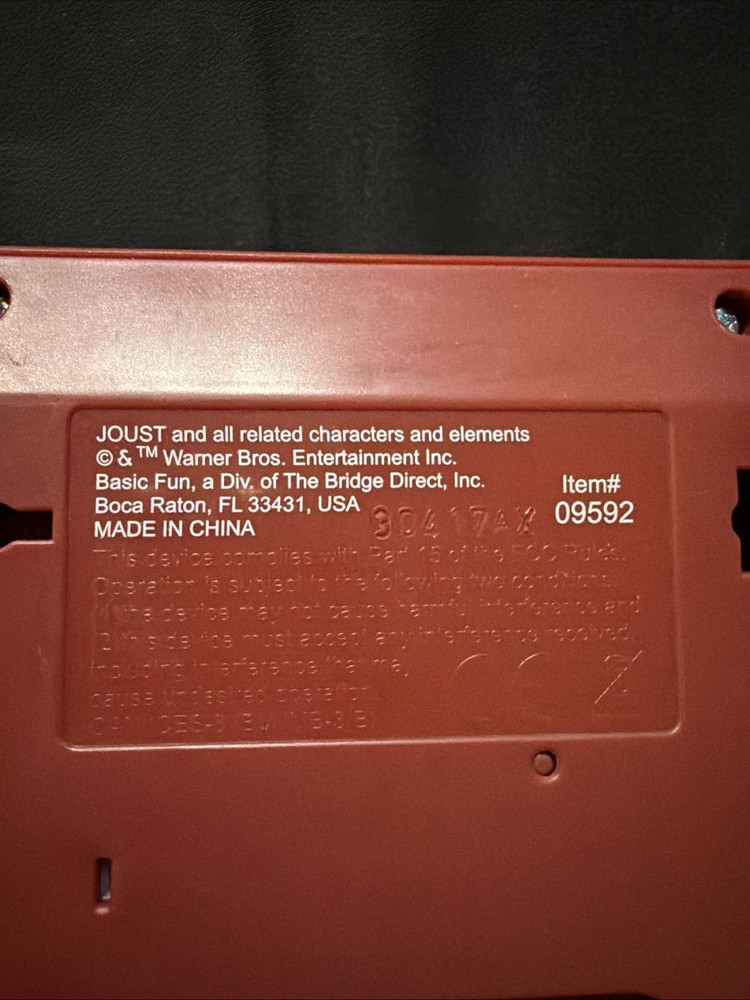 JOUST and all related characters and elements
© & TM Warner Bros. Entertainment Inc.
Basic Fun, a Div. of The Bridge Direct, Inc.
Boca Raton, FL 33431, USA
MADE IN CHINA
Item#
09592
90417AX
This device complies with Part 15 of the FCC Rules.
Operation is subject to the following two conditions:
the device may not cause harmful interference and
this device must accept any interference received,
including interference that may
cause undesired operation
CE